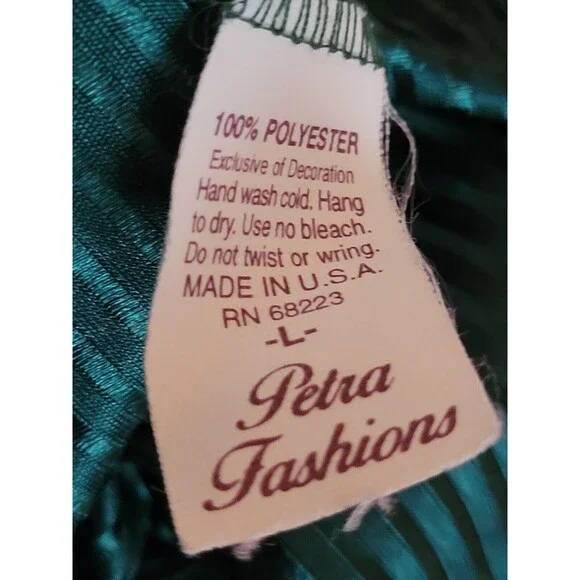 100% POLYESTER
Exclusive of Decoration
Hand wash cold. Hang
to dry. Use no bleach.
Do not twist or wring.
MADE IN U.S.A.
RN 68223
-L-
Petra
Fashions